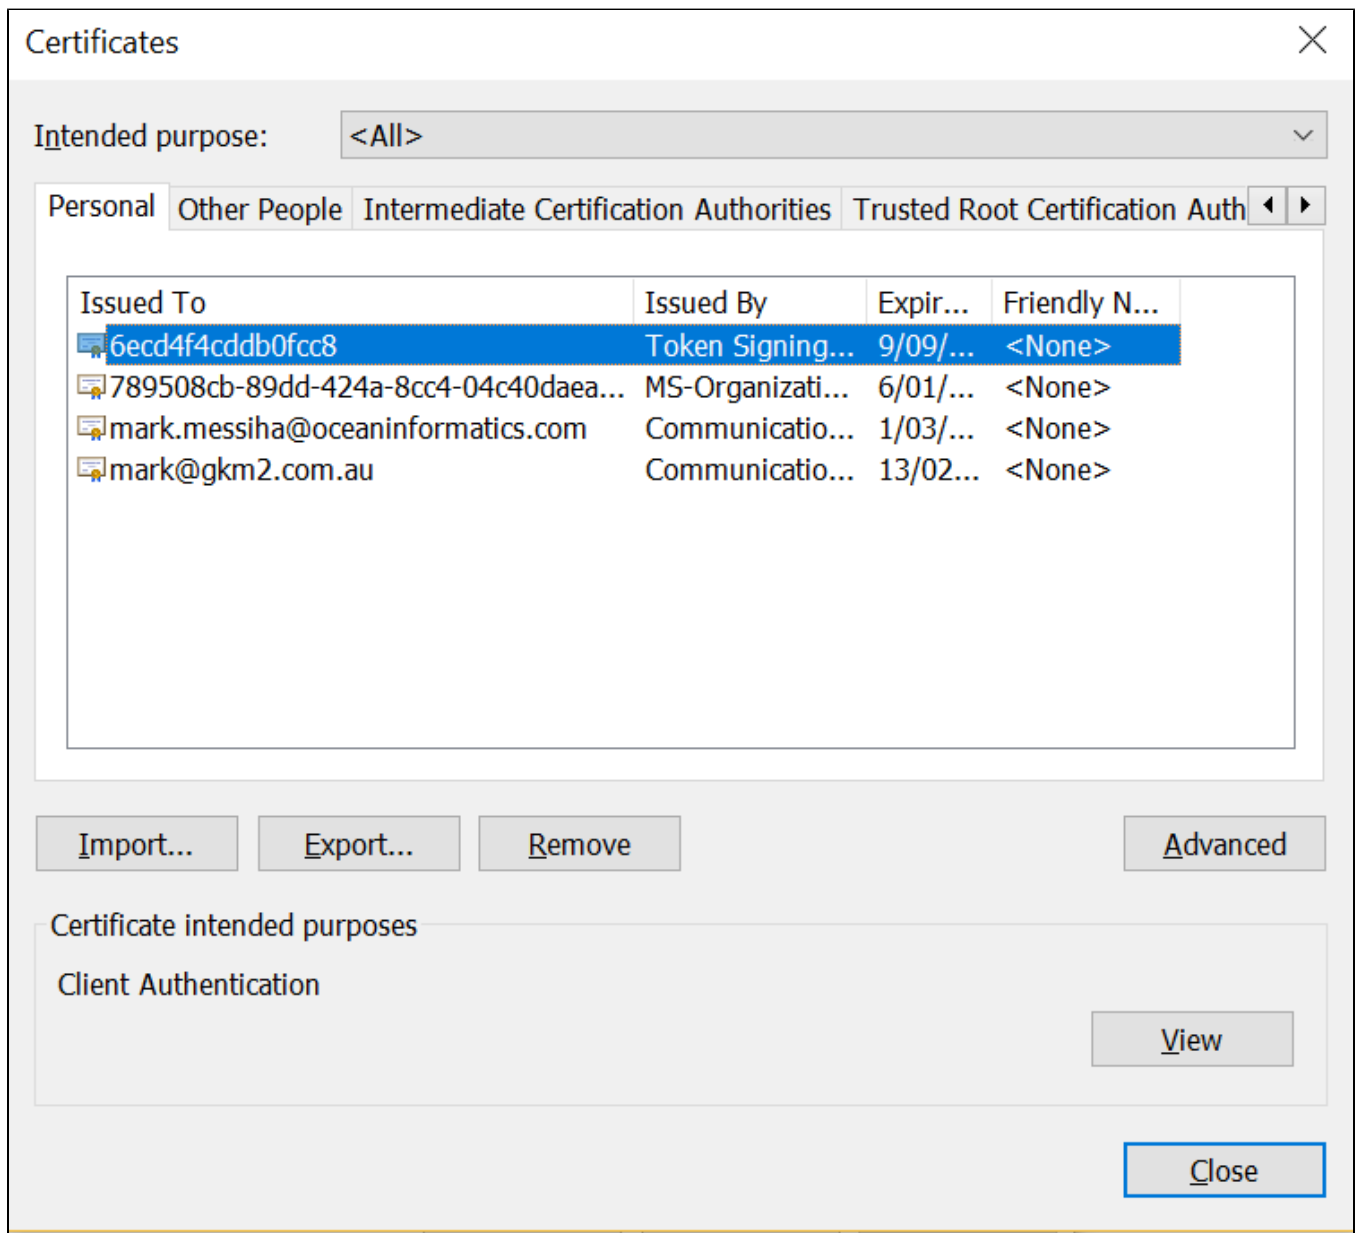 Certificates
Intended purpose: <All>
Personal Other People Intermediate Certification Authorities Trusted Root Certification Auth
Issued To Issued By Expir... Friendly N...
6ecd4f4cddb0fcc8 Token Signing... 9/09/... <None>
789508cb-89dd-424a-8cc4-04c40daea... MS-Organizati... 6/01/... <None>
mark.messiha@oceaninformatics.com Communicatio... 1/03/... <None>
mark@gkm2.com.au Communicatio... 13/02... <None>
Import... Export... Remove Advanced
Certificate intended purposes
Client Authentication
View
Close